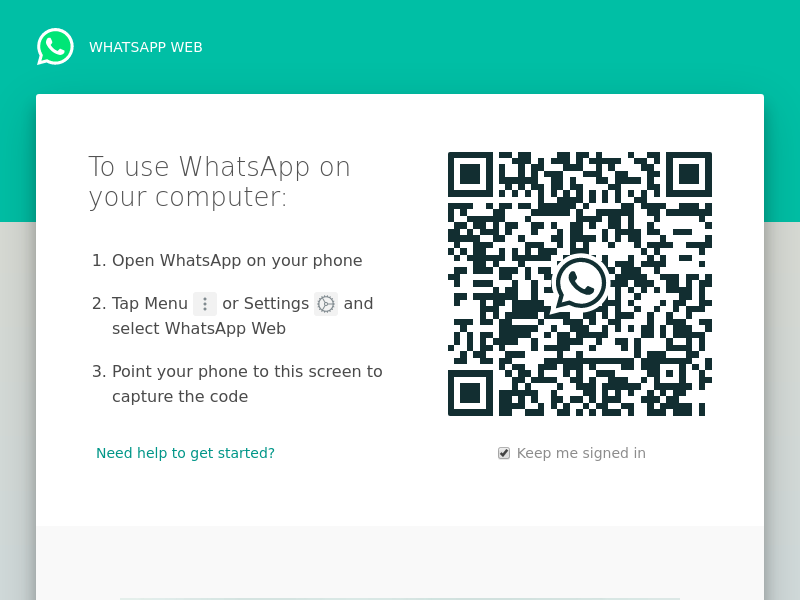 WHATSAPP WEB
To use WhatsApp on
your computer:
1. Open WhatsApp on your phone
2. Tap Menu or Settings and
select WhatsApp Web
3. Point your phone to this screen to
capture the code
Need help to get started?
Keep me signed in